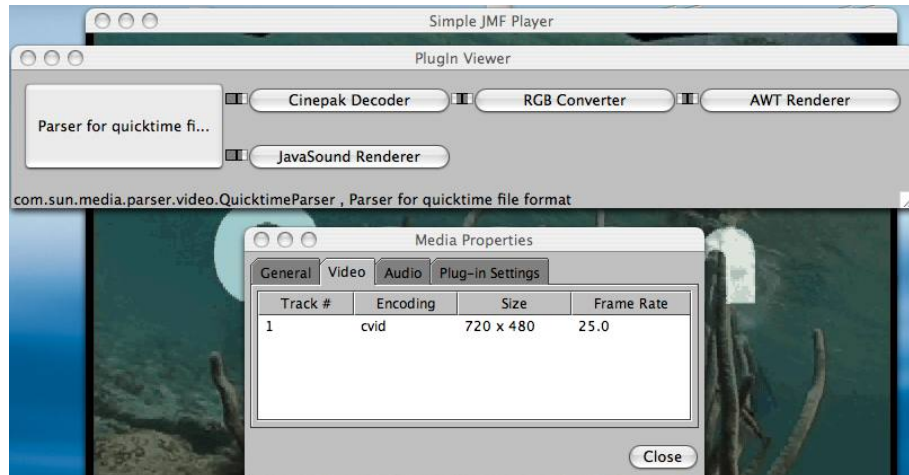 Simple JMF Player
PlugIn Viewer
Parser for quicktime fi...
Cinepak Decoder
RGB Converter
AWT Renderer
JavaSound Renderer
com.sun.media.parser.video.QuicktimeParser , Parser for quicktime file format
Media Properties
General Video Audio Plug-in Settings
Track # Encoding Size Frame Rate
1 cvid 720 x 480 25.0
Close